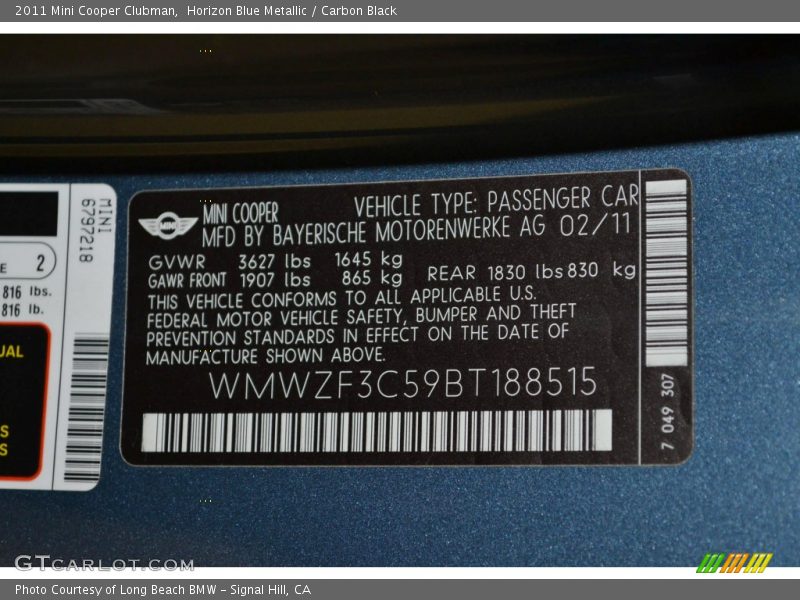 2011 Mini Cooper Clubman,  Horizon Blue Metallic / Carbon Black
MINI
6797218
2
816 lbs.
816 lb.
MINI
MINI COOPER
VEHICLE TYPE: PASSENGER CAR
MFD BY BAYERISCHE MOTORENWERKE AG 02/11
GVWR 3627 lbs 1645 kg
GAWR FRONT 1907 lbs 865 kg REAR 1830 lbs 830 kg
THIS VEHICLE CONFORMS TO ALL APPLICABLE U.S.
FEDERAL MOTOR VEHICLE SAFETY, BUMPER AND THEFT
PREVENTION STANDARDS IN EFFECT ON THE DATE OF
MANUFACTURE SHOWN ABOVE.
WMWZF3C59BT188515
7 049 307
GTCARLOT.COM
Photo Courtesy of Long Beach BMW – Signal Hill, CA